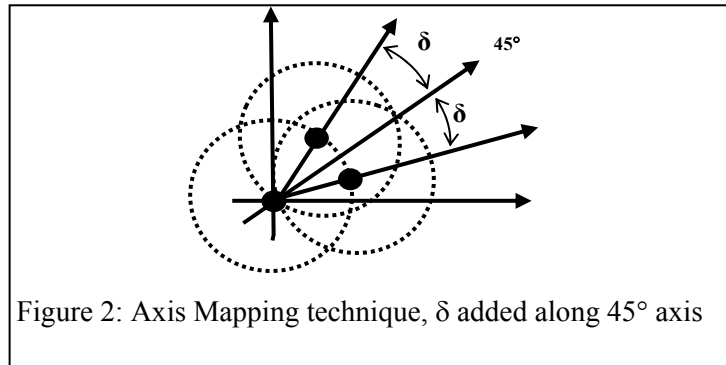 δ
45°
δ
Figure 2: Axis Mapping technique, δ added along 45° axis